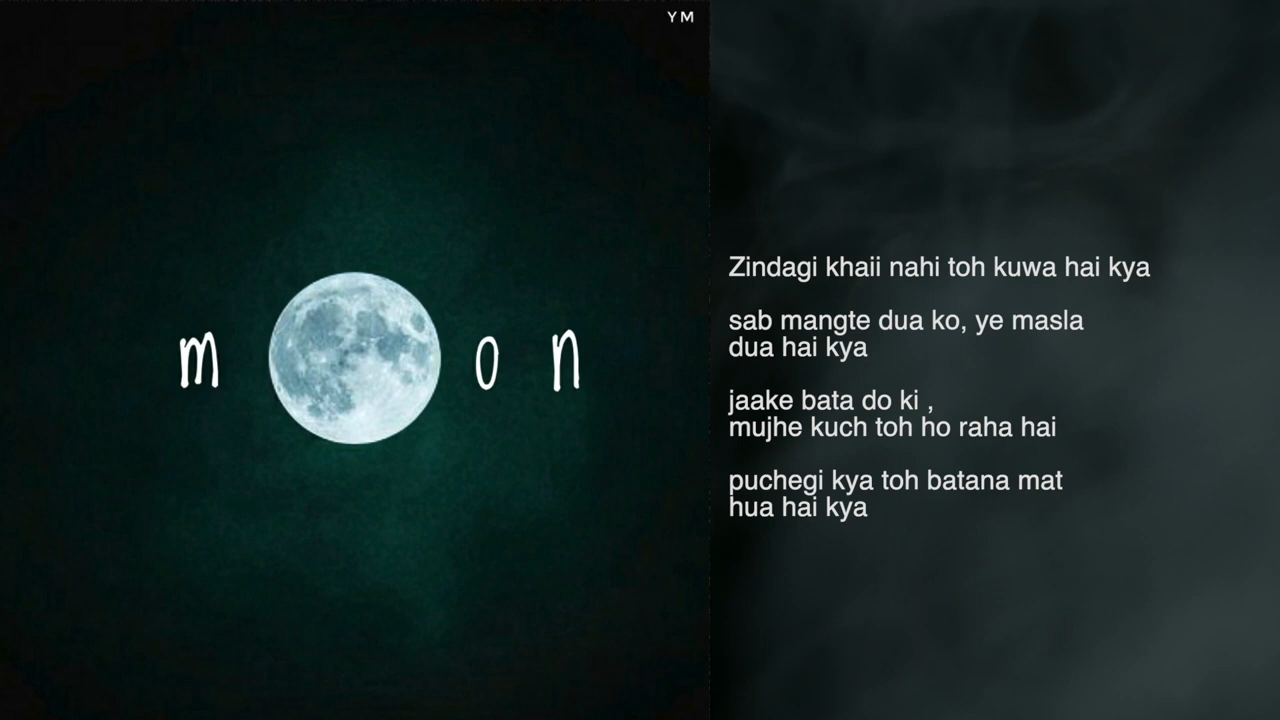 YM
m o n
Zindagi khaii nahi toh kuwa hai kya
sab mangte dua ko, ye masla
dua hai kya
jaake bata do ki ,
mujhe kuch toh ho raha hai
puchegi kya toh batana mat
hua hai kya